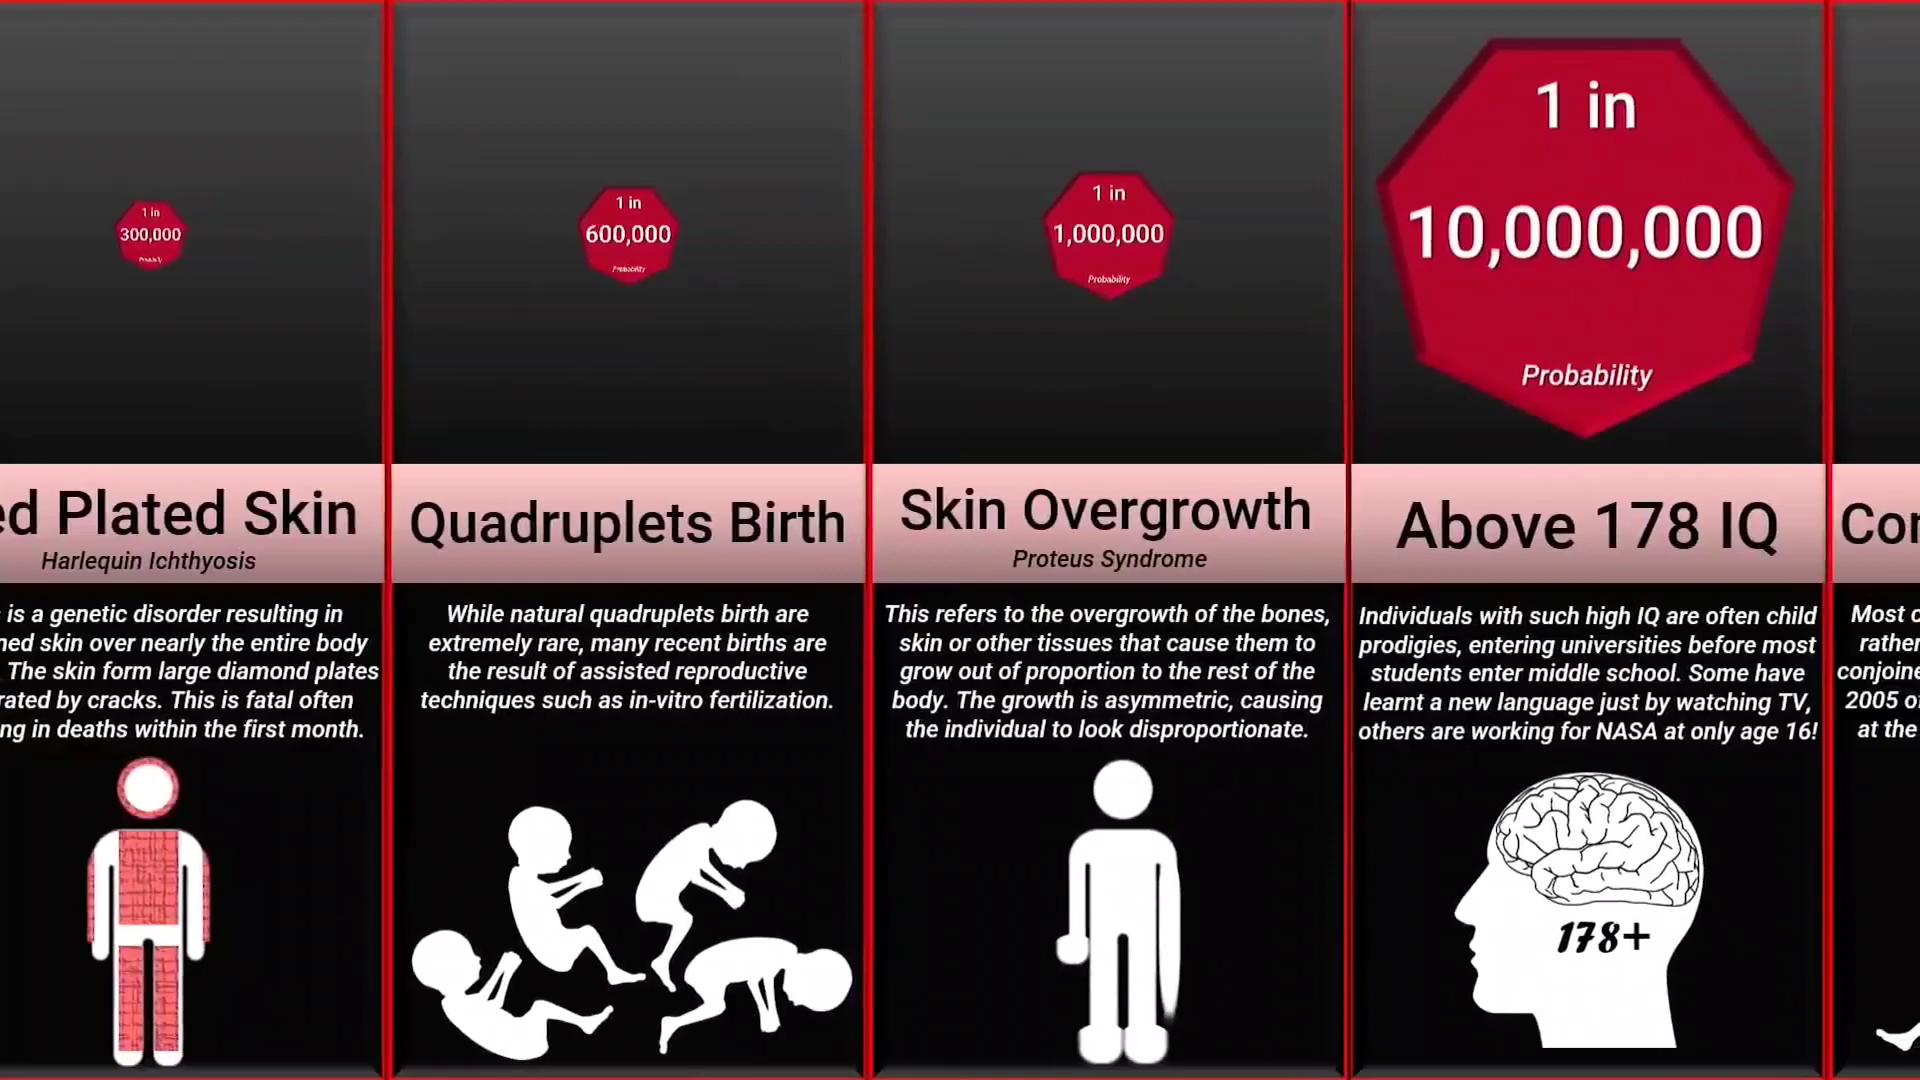 1 in
300,000
ed Plated Skin
Harlequin Ichthyosis
is a genetic disorder resulting in
ned skin over nearly the entire body
The skin form large diamond plates
rated by cracks. This is fatal often
ng in deaths within the first month.
1 in
600,000
Probability
Quadruplets Birth
While natural quadruplets birth are
extremely rare, many recent births are
the result of assisted reproductive
techniques such as in-vitro fertilization.
1 in
1,000,000
Probability
Skin Overgrowth
Proteus Syndrome
This refers to the overgrowth of the bones,
skin or other tissues that cause them to
grow out of proportion to the rest of the
body. The growth is asymmetric, causing
the individual to look disproportionate.
1 in
10,000,000
Probability
Above 178 IQ
Individuals with such high IQ are often child
prodigies, entering universities before most
students enter middle school. Some have
learnt a new language just by watching TV,
others are working for NASA at only age 16!
178+
Con
Most c
rather
conjoine
2005 of
at the